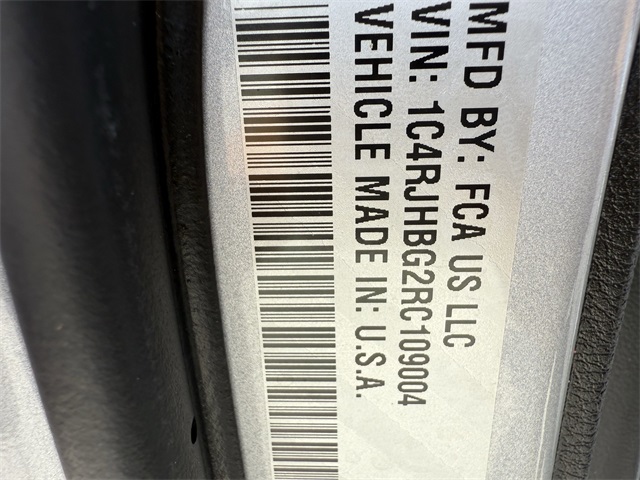 MFD BY: FCA US LLC
VIN: 1C4RJHBG2RC109004
VEHICLE MADE IN: U.S.A.